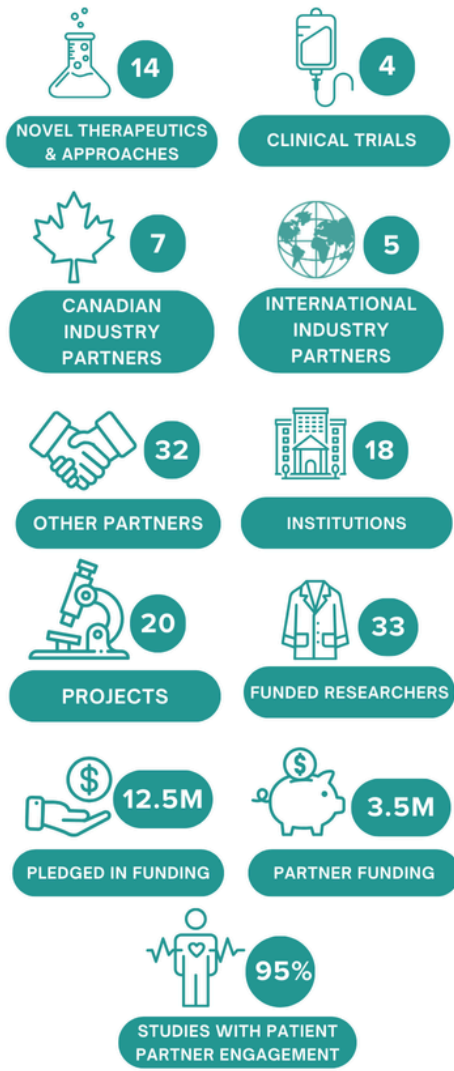 14
NOVEL THERAPEUTICS
& APPROACHES
4
CLINICAL TRIALS
7
CANADIAN
INDUSTRY
PARTNERS
5
INTERNATIONAL
INDUSTRY
PARTNERS
32
OTHER PARTNERS
18
INSTITUTIONS
20
PROJECTS
33
FUNDED RESEARCHERS
$
12.5M
PLEDGED IN FUNDING
$
3.5M
PARTNER FUNDING
95%
STUDIES WITH PATIENT
PARTNER ENGAGEMENT